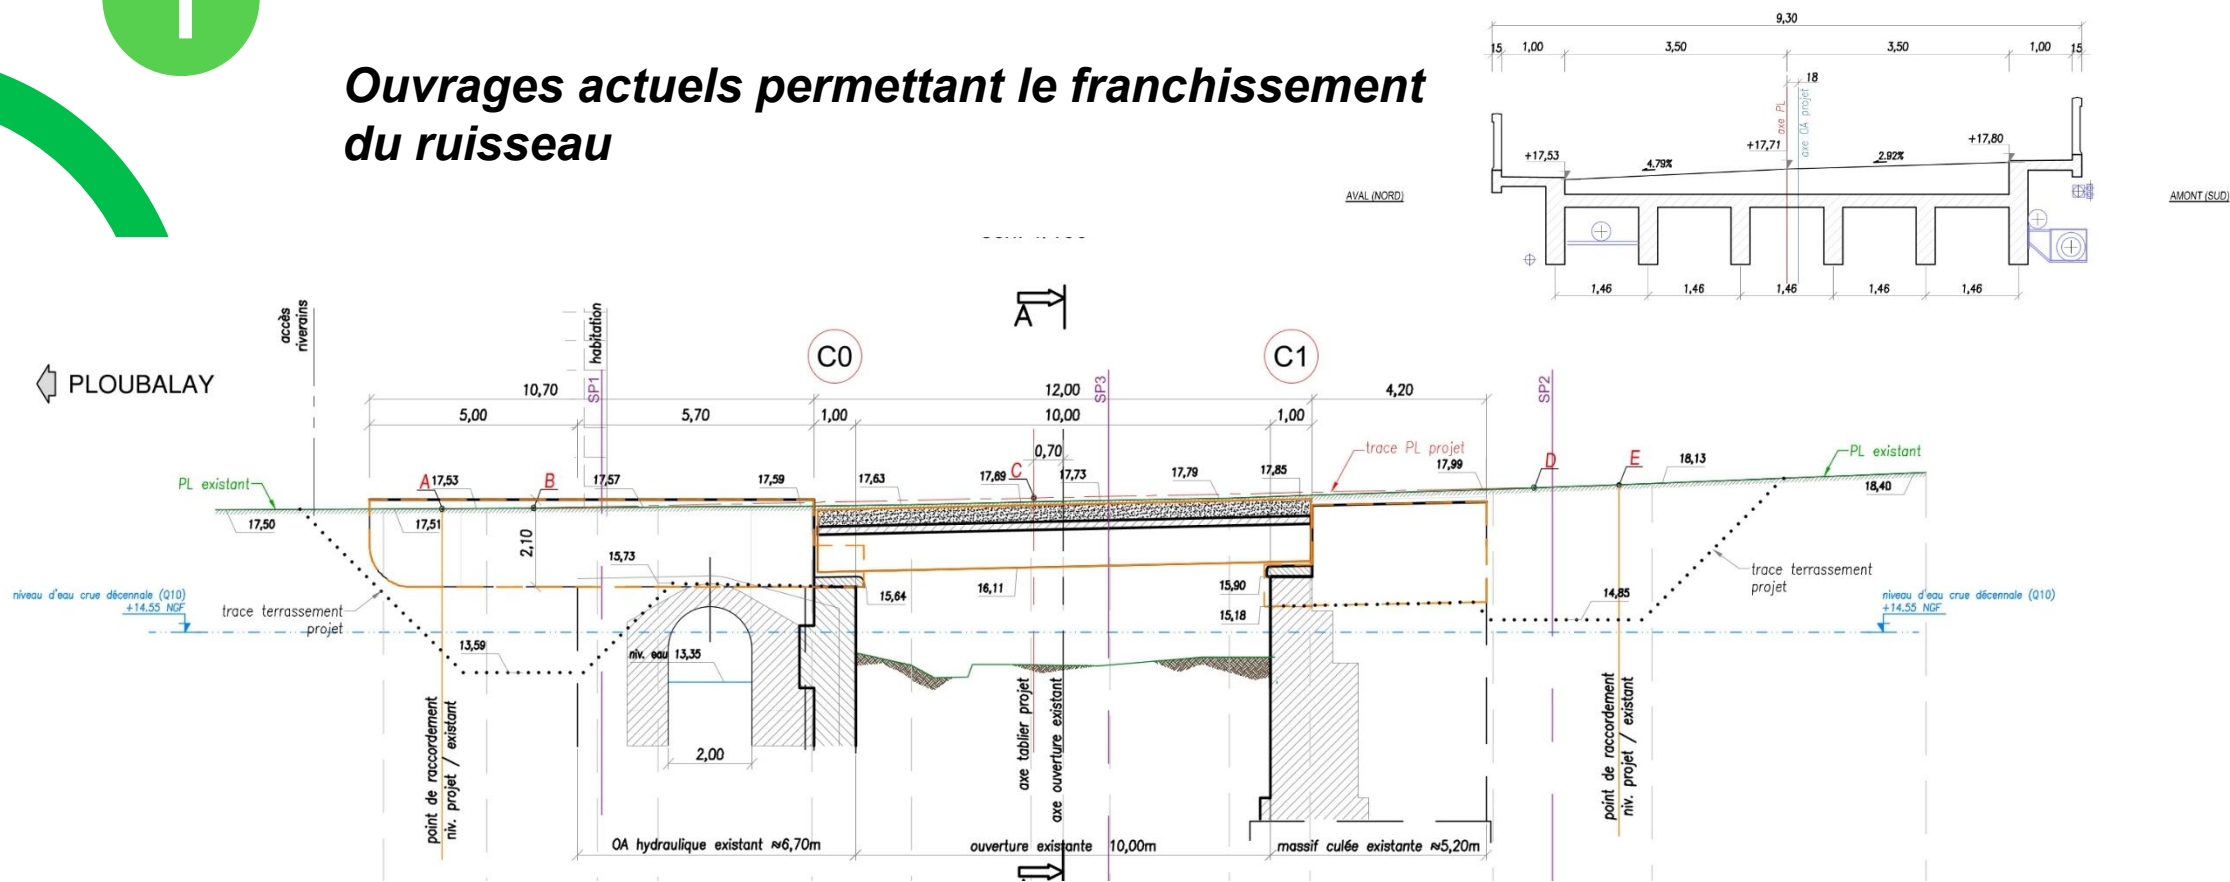 1
Ouvrages actuels permettant le franchissement
du ruisseau
9,30
15 1,00 3,50 3,50 1,00 15
18
axe PL
axe OA projet
+17,53
4.79%
+17,71
2.92%
+17,80
AVAL (NORD)
AMONT (SUD)
1,46 1,46 1,46 1,46 1,46
accès
riverains
habitation
A
C0
C1
PLOUBALAY
10,70
SP1
12,00
SP3
4,20
SP2
5,00 5,70 1,00 10,00 1,00
0,70
trace PL projet
PL existant
A 17,53
B
17,57
17,59
17,63
17,69
C
17,73
17,79
17,85
17,99
D
E
18,13
PL existant
18,40
17,50
17,51
2,10
15,73
15,64
16,11
15,90
15,18
14,85
trace terrassement
projet
niveau d'eau crue décennale (Q10)
+14.55 NGF
trace terrassement
projet
niveau d'eau crue décennale (Q10)
+14.55 NGF
13,59
niv. eau 13,35
2,00
point de raccordement
niv. projet / existant
axe tablier projet
axe ouverture existant
point de raccordement
niv. projet / existant
OA hydraulique existant ≈6,70m
ouverture existante 10,00m
massif culée existante ≈5,20m